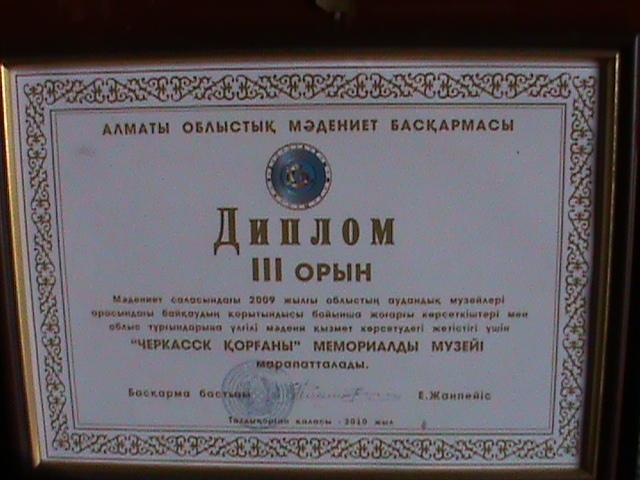 АЛМАТЫ ОБЛЫСТЫҚ МӘДЕНИЕТ БАСҚАРМАСЫ
Диплом
III ОРЫН
Мәдениет саласындағы 2009 жылғы облыстың аудандық музейлері
арасындағы байқаудың қорытындысы бойынша жоғарғы көрсеткіштері мен
облыс тұрғындарына үлгілі мәдени қызмет көрсетудегі жетістігі үшін
"ЧЕРКАССК ҚОРҒАНЫ" МЕМОРИАЛДЫ МУЗЕЙІ
марапатталады.
Басқарма бастығы Е.Жанпейіс
Талдықорған қаласы - 2010 жыл